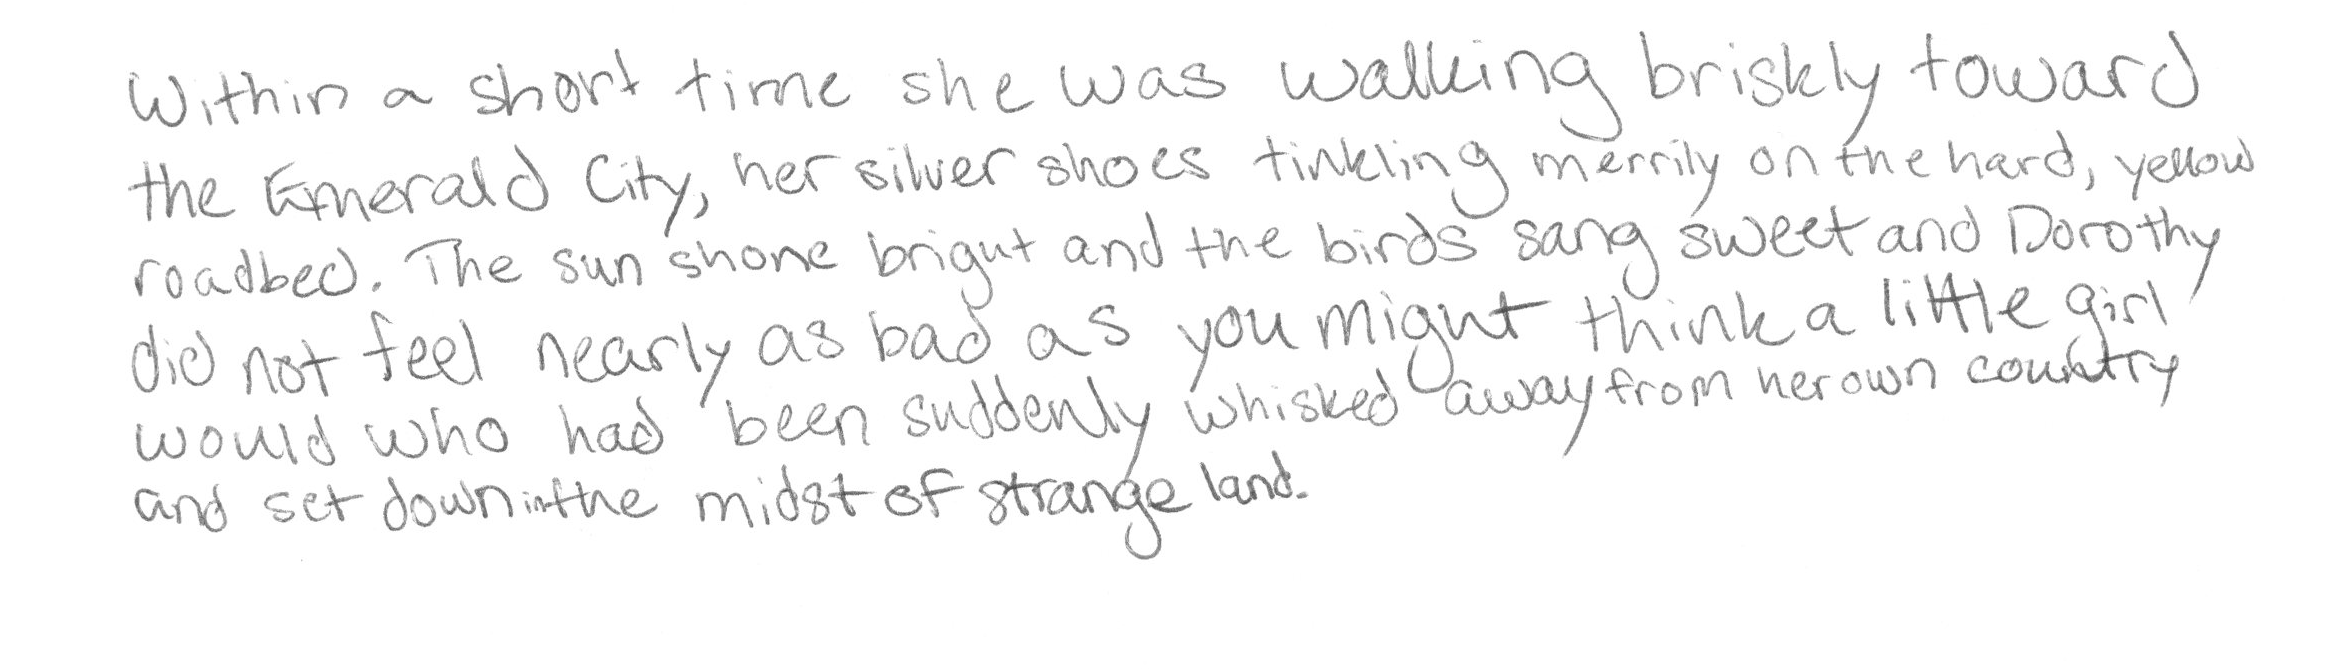 Within a short time she was walking briskly toward
the Emerald City, her silver shoes tinkling merrily on the hard, yellow
roadbed. The sun shone bright and the birds sang sweet and Dorothy
did not feel nearly as bad as you might think a little girl
would who had been suddenly whisked away from her own country
and set down in the midst of strange land.